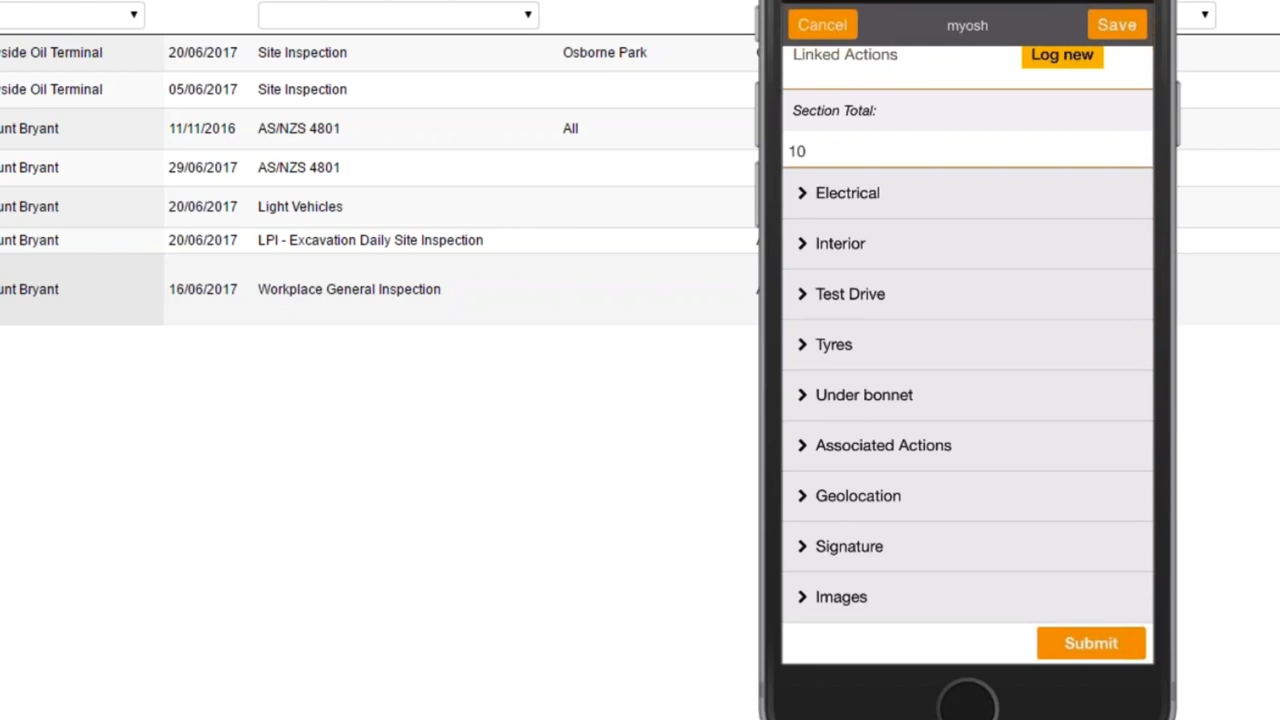 side Oil Terminal 20/06/2017 Site Inspection Osborne Park
side Oil Terminal 05/06/2017 Site Inspection
unt Bryant 11/11/2016 AS/NZS 4801 All
unt Bryant 29/06/2017 AS/NZS 4801
unt Bryant 20/06/2017 Light Vehicles
unt Bryant 20/06/2017 LPI - Excavation Daily Site Inspection
unt Bryant 16/06/2017 Workplace General Inspection
Cancel myosh Save
Linked Actions Log new
Section Total:
10
Electrical
Interior
Test Drive
Tyres
Under bonnet
Associated Actions
Geolocation
Signature
Images
Submit